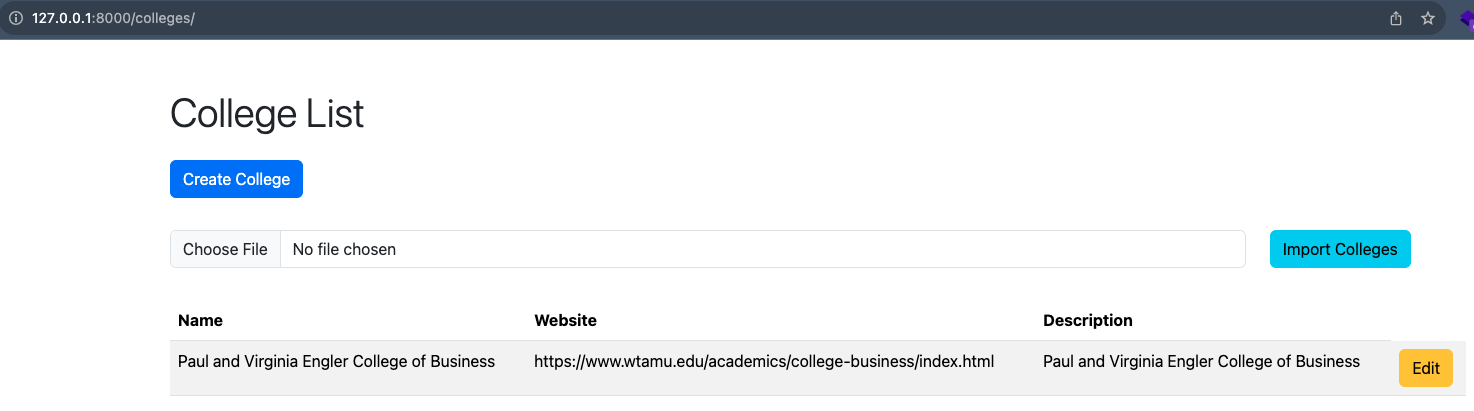 127.0.0.1:8000/colleges/
College List
Create College
Choose File No file chosen Import Colleges
Name Website Description
Paul and Virginia Engler College of Business https://www.wtamu.edu/academics/college-business/index.html Paul and Virginia Engler College of Business Edit